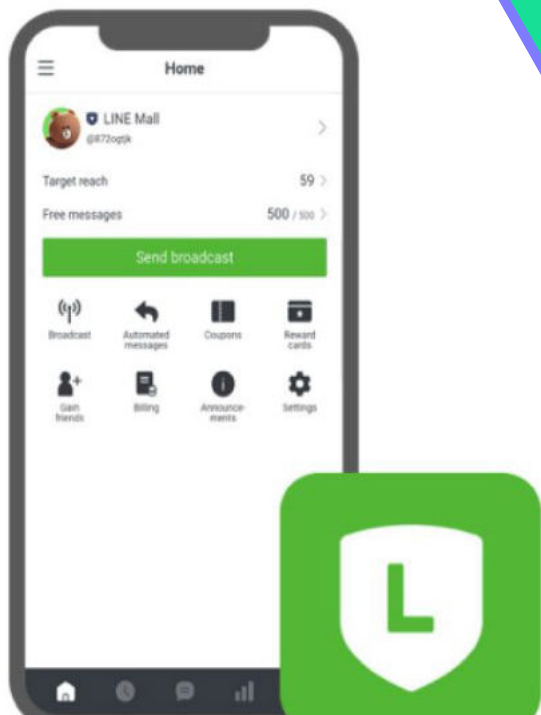 Home
LINE Mall
@872ogtjk
Target reach 59
Free messages 500 / 500
Send broadcast
Broadcast Automated Coupons Reward
messages cards
Gain Billing Announce- Settings
friends ments
L